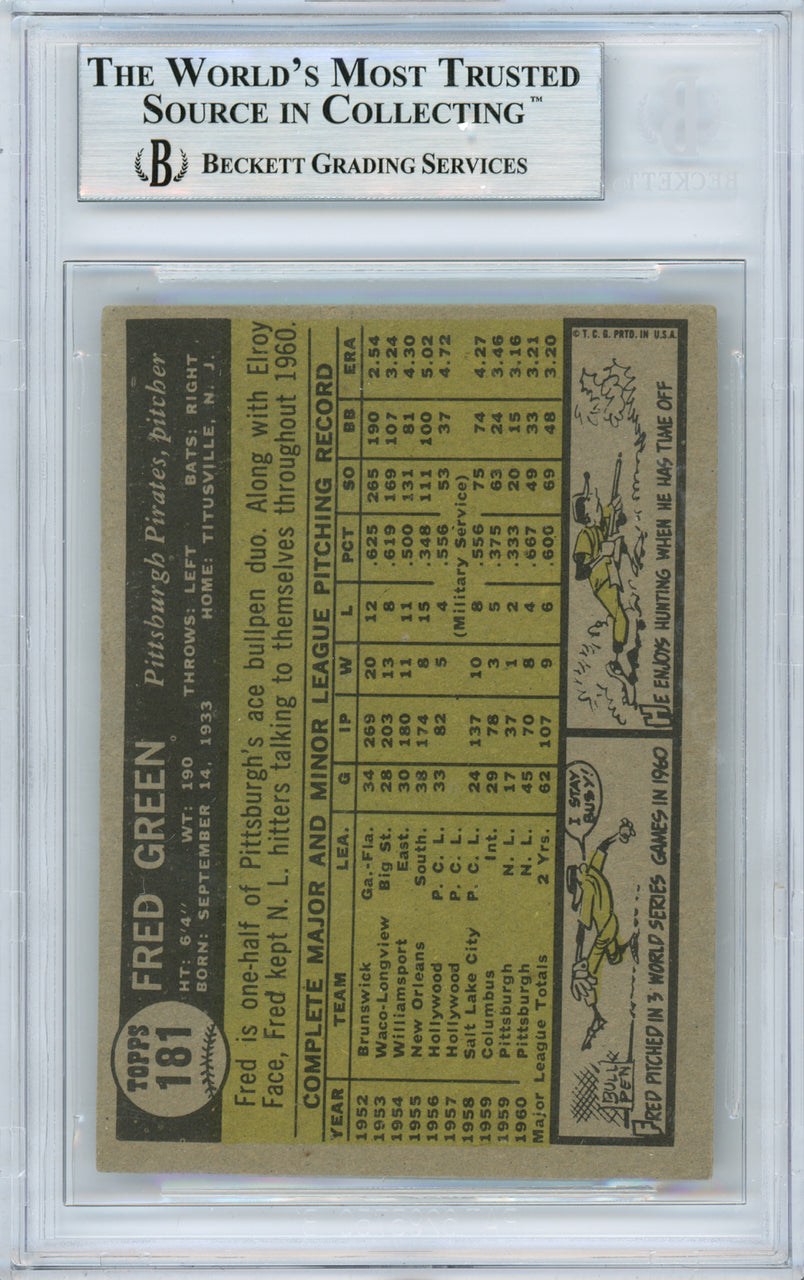 THE WORLD'S MOST TRUSTED
SOURCE IN COLLECTING™
B BECKETT GRADING SERVICES
BECKETT
TOPPS
181
FRED GREEN Pittsburgh Pirates, pitcher
HT: 6'4" WT: 190 THROWS: LEFT BATS: RIGHT
BORN: SEPTEMBER 14, 1933 HOME: TITUSVILLE, N. J.
Fred is one-half of Pittsburgh's ace bullpen duo. Along with Elroy
Face, Fred kept N. L. hitters talking to themselves throughout 1960.
COMPLETE MAJOR AND MINOR LEAGUE PITCHING RECORD
YEAR TEAM LEA. G IP W L PCT SO BB ERA
1952 Brunswick Ga.-Fla. 34 269 20 12 .625 265 190 2.54
1953 Waco-Longview Big St. 28 203 13 8 .619 169 107 3.24
1954 Williamsport East. 30 180 11 11 .500 131 81 4.30
1955 New Orleans South. 38 174 8 15 .348 111 100 5.02
1956 Hollywood P. C. L. 33 82 5 4 .556 53 37 4.72
1957 Hollywood P. C. L. (Military Service)
1958 Salt Lake City P. C. L. 24 137 10 8 .556 75 74 4.27
1959 Columbus Int. 29 78 3 5 .375 63 24 3.46
1959 Pittsburgh N. L. 17 37 1 2 .333 20 15 3.16
1960 Pittsburgh N. L. 45 70 8 4 .667 49 33 3.21
Major League Totals 2 Yrs. 62 107 9 6 .600 69 48 3.20
BULL PEN
I STAY BUSY!
FRED PITCHED IN 3 WORLD SERIES GAMES IN 1960
HE ENJOYS HUNTING WHEN HE HAS TIME OFF
© T. C. G. PRTD. IN U.S.A.